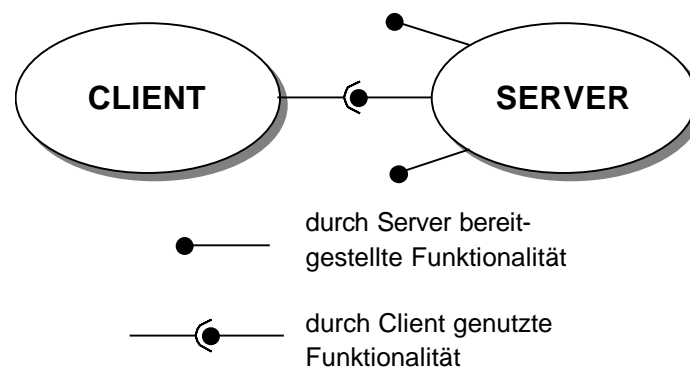 CLIENT
SERVER
durch Server bereit-
gestellte Funktionalität
durch Client genutzte
Funktionalität